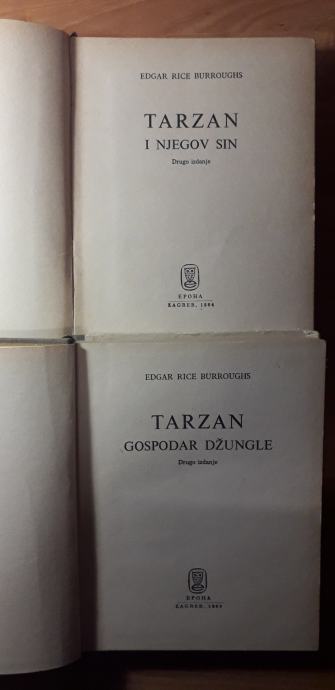 EDGAR RICE BURROUGHS
TARZAN
I NJEGOV SIN
Drugo izdanje
EPOHA
ZAGREB, 1964
EDGAR RICE BURROUGHS
TARZAN
GOSPODAR DŽUNGLE
Drugo izdanje
EPOHA
ZAGREB,